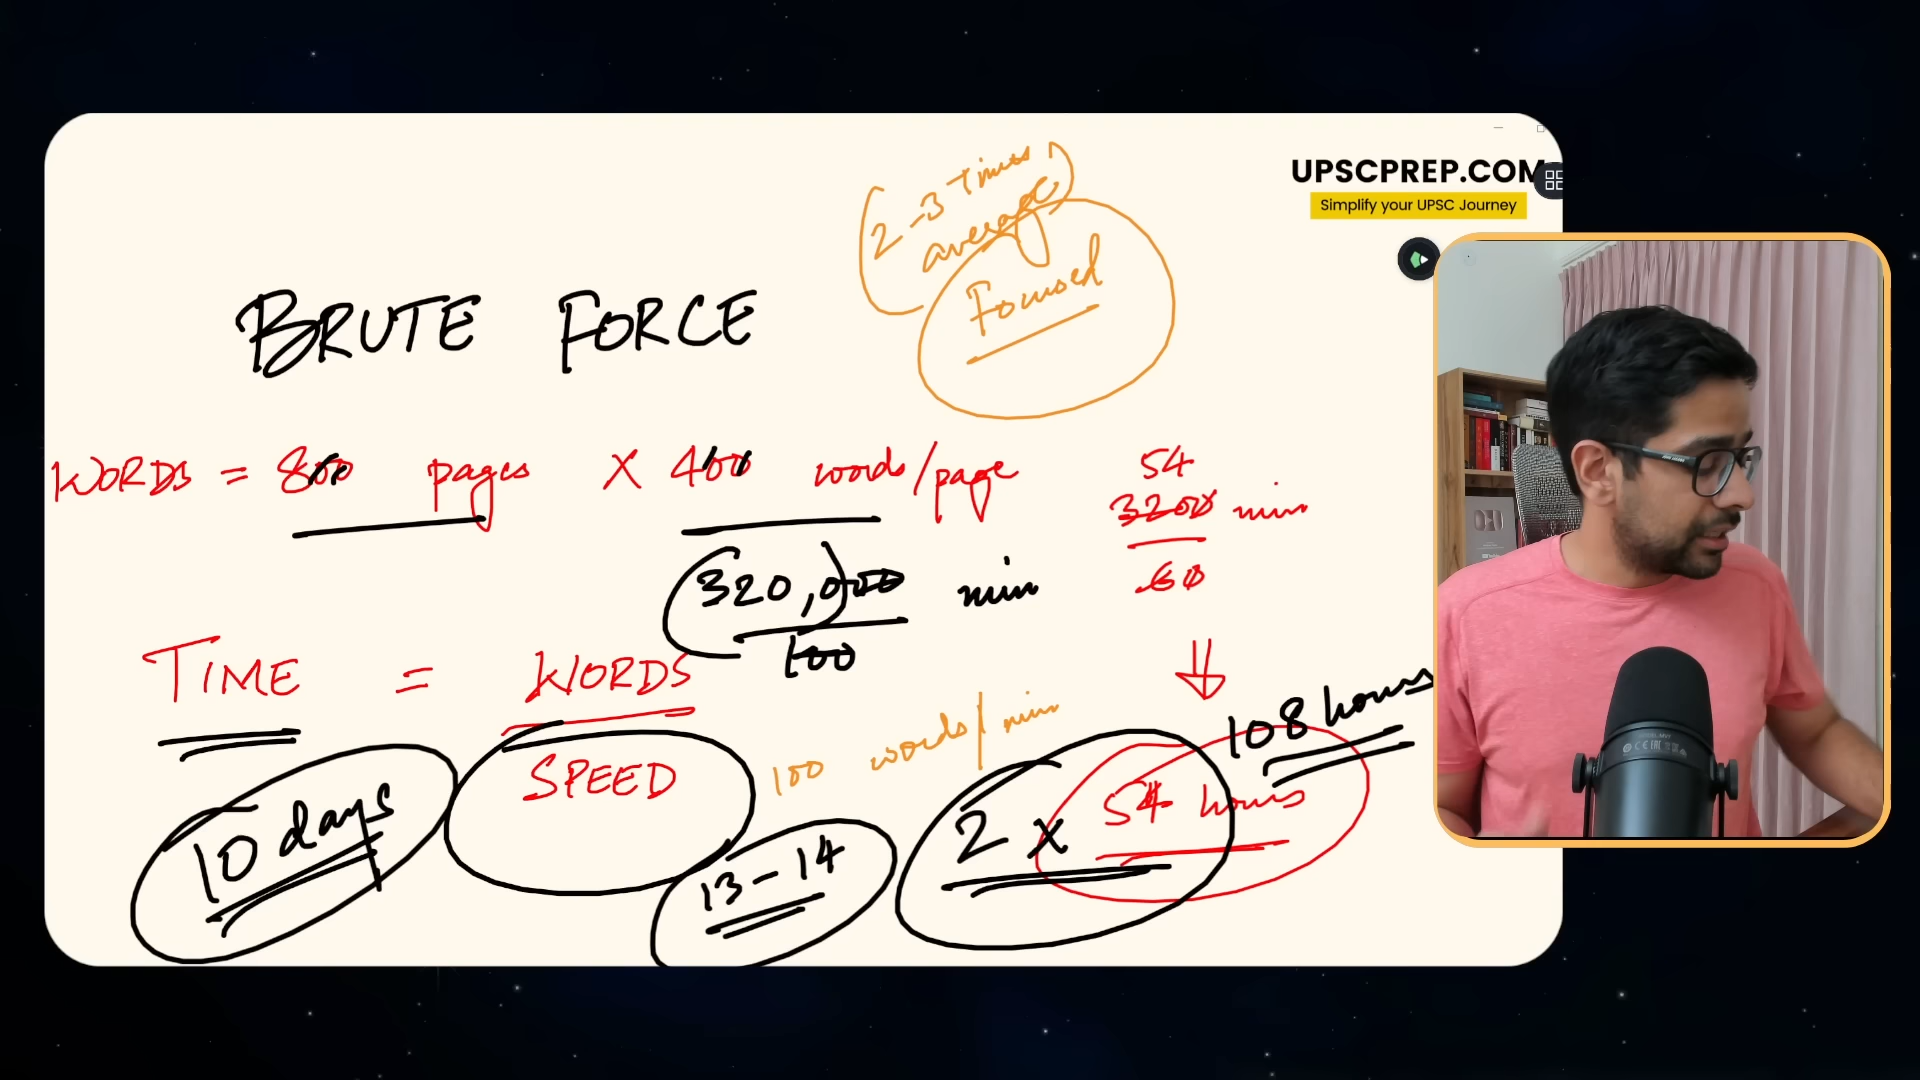 2-3 times
average
UPSCPREP.COM
Simplify your UPSC Journey
Focused
BRUTE FORCE
WORDS = 800 pages X 400 words/page
54
3200 min
60
320,000 min
100
TIME = WORDS
SPEED
100 words/min
108 hours
10 days
13-14
2 x 54 hours